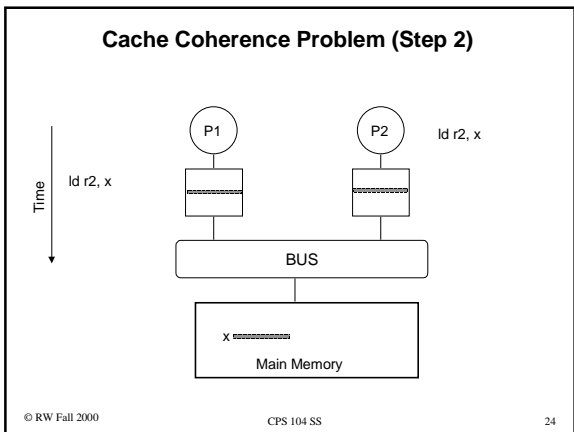 Cache Coherence Problem (Step 2)
P1
P2
ld r2, x
ld r2, x
Time
BUS
x
Main Memory
© RW Fall 2000
CPS 104 SS
24